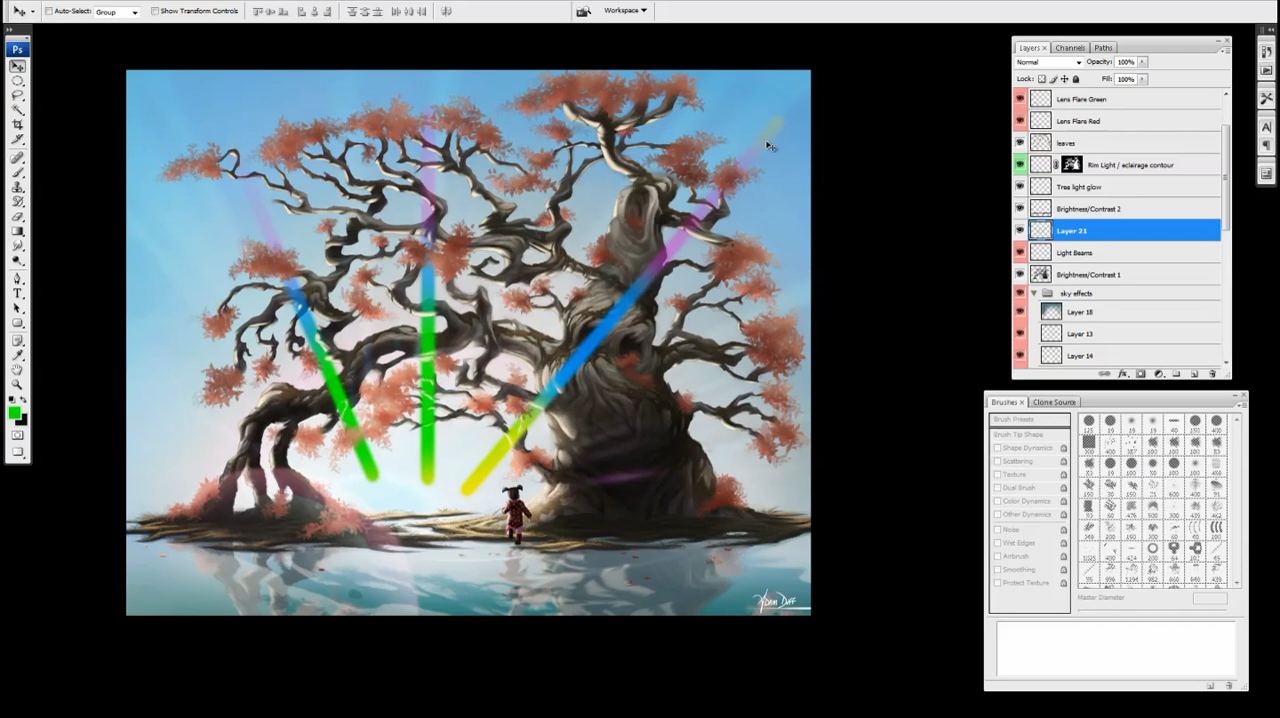 Auto-Select: Group Show Transform Controls Workspace
Ps
Layers Channels Paths
Normal Opacity: 100%
Lock: Fill: 100%
Lens Flare Green
Lens Flare Red
leaves
Rim Light / eclairage contour
Tree light glow
Brightness/Contrast 2
Layer 21
Light Beams
Brightness/Contrast 1
sky effects
Layer 18
Layer 13
Layer 14
Brushes Clone Source
Brush Presets
Brush Tip Shape
Shape Dynamics
Scattering
Texture
Dual Brush
Color Dynamics
Other Dynamics
Noise
Wet Edges
Airbrush
Smoothing
Protect Texture
Master Diameter